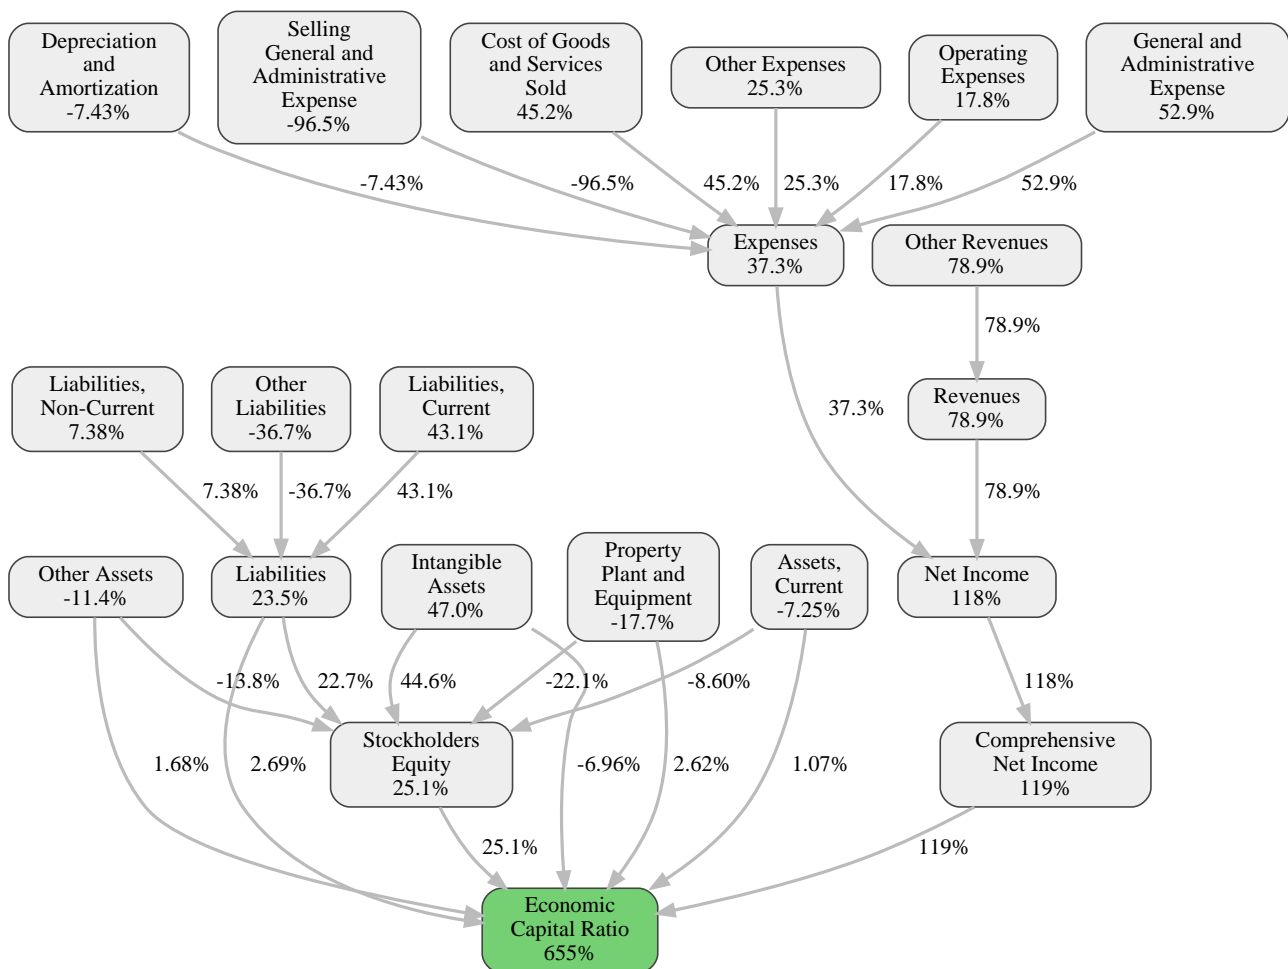 Depreciation
and
Amortization
-7.43%
Selling
General and
Administrative
Expense
-96.5%
Cost of Goods
and Services
Sold
45.2%
Other Expenses
25.3%
Operating
Expenses
17.8%
General and
Administrative
Expense
52.9%
-7.43%
-96.5%
45.2%
25.3%
17.8%
52.9%
Expenses
37.3%
Other Revenues
78.9%
78.9%
Liabilities,
Non-Current
7.38%
Other
Liabilities
-36.7%
Liabilities,
Current
43.1%
37.3%
Revenues
78.9%
7.38%
-36.7%
43.1%
78.9%
Other Assets
-11.4%
Liabilities
23.5%
Intangible
Assets
47.0%
Property
Plant and
Equipment
-17.7%
Assets,
Current
-7.25%
Net Income
118%
-13.8%
22.7%
44.6%
-22.1%
-8.60%
118%
Stockholders
Equity
25.1%
Comprehensive
Net Income
119%
1.68%
2.69%
-6.96%
2.62%
1.07%
25.1%
119%
Economic
Capital Ratio
655%